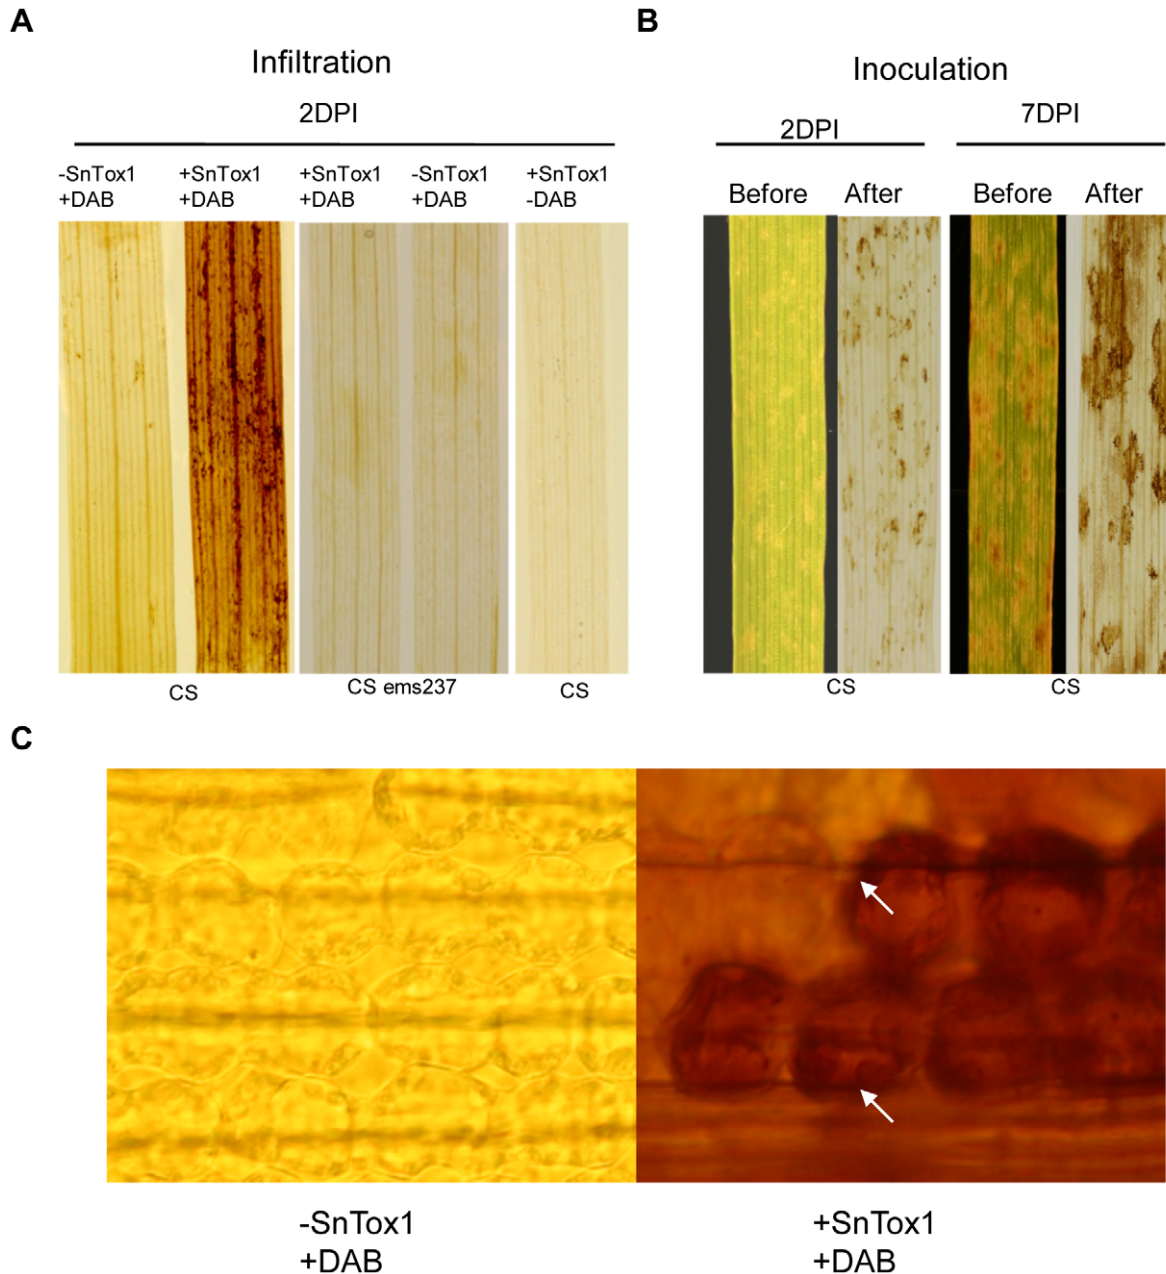 A
Infiltration
2DPI
-SnTox1 +SnTox1 +SnTox1 -SnTox1 +SnTox1
+DAB +DAB +DAB +DAB -DAB
CS CS ems237 CS
B
Inoculation
2DPI 7DPI
Before After Before After
CS CS
C
-SnTox1 +SnTox1
+DAB +DAB